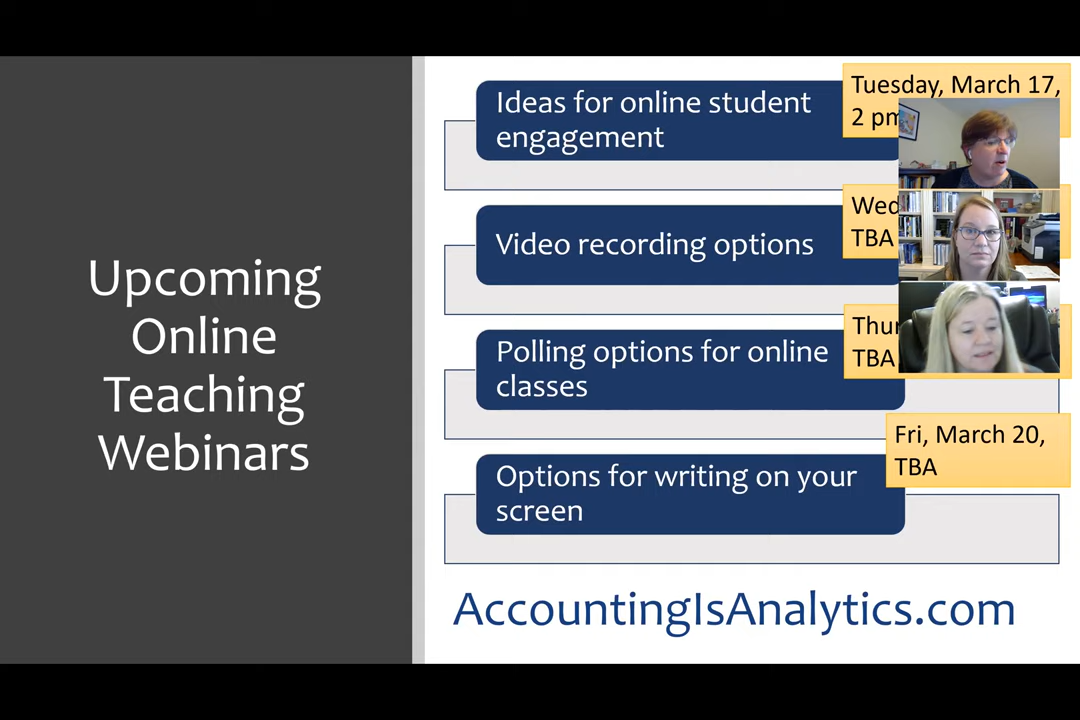 Upcoming
Online
Teaching
Webinars
Ideas for online student
engagement
Tuesday, March 17,
2 pm
Video recording options
Wed
TBA
Polling options for online
classes
Thur
TBA
Options for writing on your
screen
Fri, March 20,
TBA
AccountingIsAnalytics.com